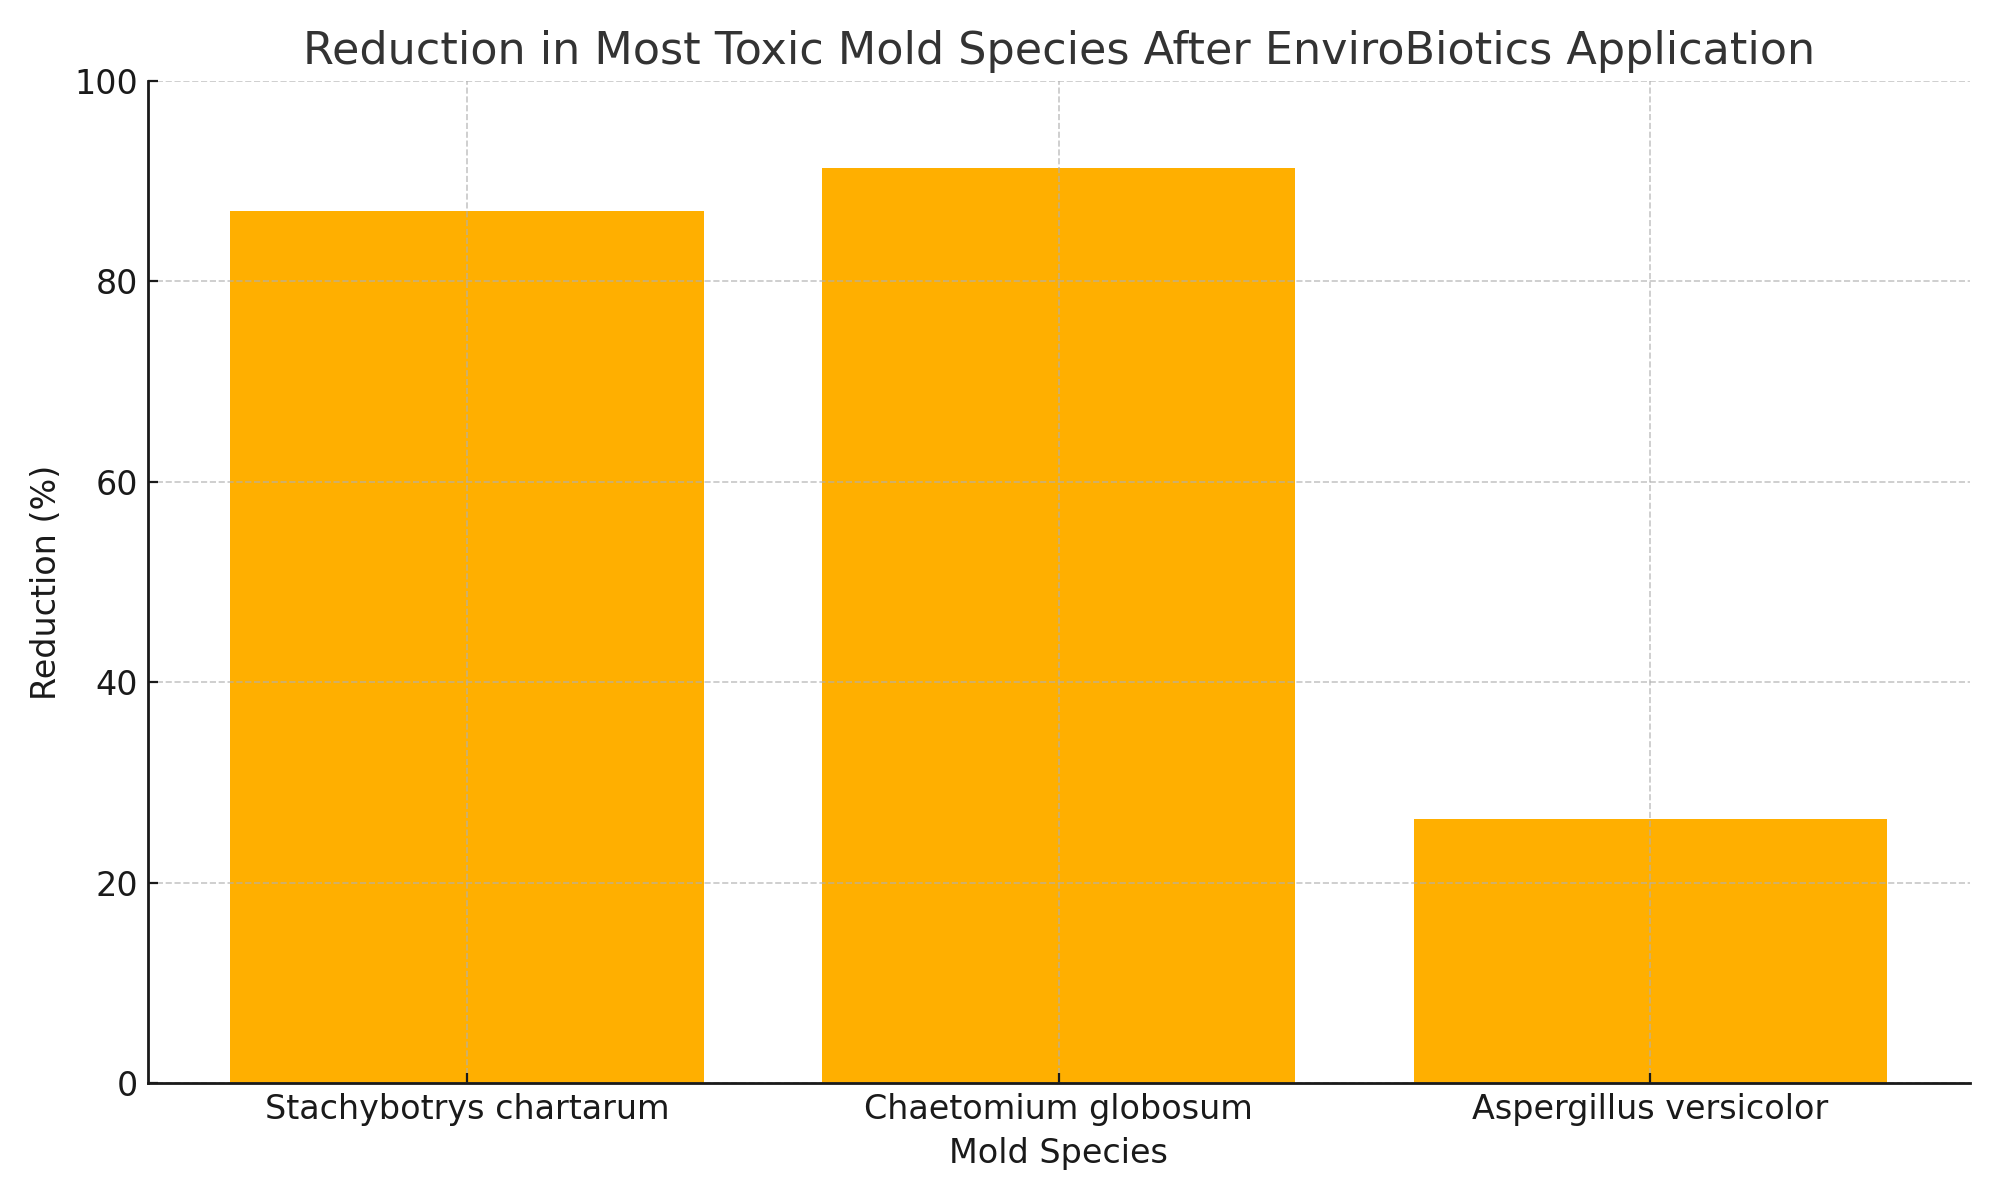 Reduction in Most Toxic Mold Species After EnviroBiotics Application
100
80
60
40
20
0
Reduction (%)
Stachybotrys chartarum
Chaetomium globosum
Aspergillus versicolor
Mold Species